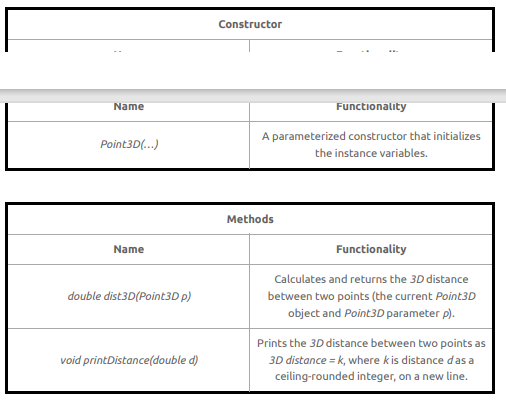 Constructor
Name Functionality
Point3D(...) A parameterized constructor that initializes
the instance variables.
Methods
Name Functionality
double dist3D(Point3D p) Calculates and returns the 3D distance
between two points (the current Point3D
object and Point3D parameter p).
void printDistance(double d) Prints the 3D distance between two points as
3D distance = k, where k is distance d as a
ceiling-rounded integer, on a new line.